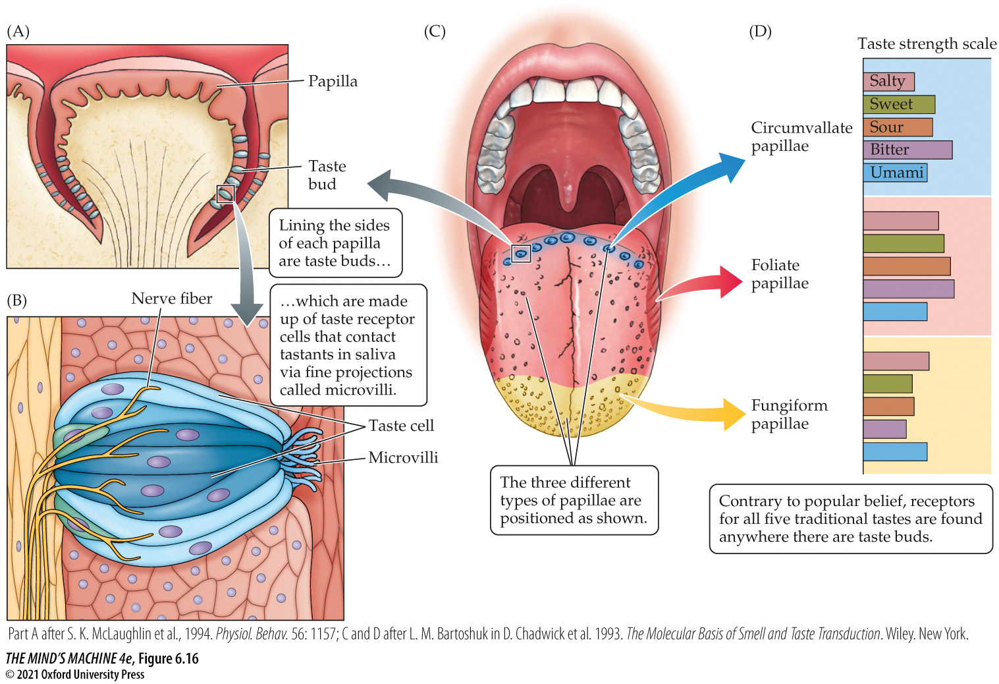 (A)
Papilla
Taste
bud
Lining the sides
of each papilla
are taste buds…
(B)
Nerve fiber
…which are made
up of taste receptor
cells that contact
tastants in saliva
via fine projections
called microvilli.
Taste cell
Microvilli
(C)
The three different
types of papillae are
positioned as shown.
(D)
Taste strength scale
Circumvallate
papillae
Salty
Sweet
Sour
Bitter
Umami
Foliate
papillae
Fungiform
papillae
Contrary to popular belief, receptors
for all five traditional tastes are found
anywhere there are taste buds.
Part A after S. K. McLaughlin et al., 1994. Physiol. Behav. 56: 1157; C and D after L. M. Bartoshuk in D. Chadwick et al. 1993. The Molecular Basis of Smell and Taste Transduction. Wiley. New York.
THE MIND'S MACHINE 4e, Figure 6.16
© 2021 Oxford University Press